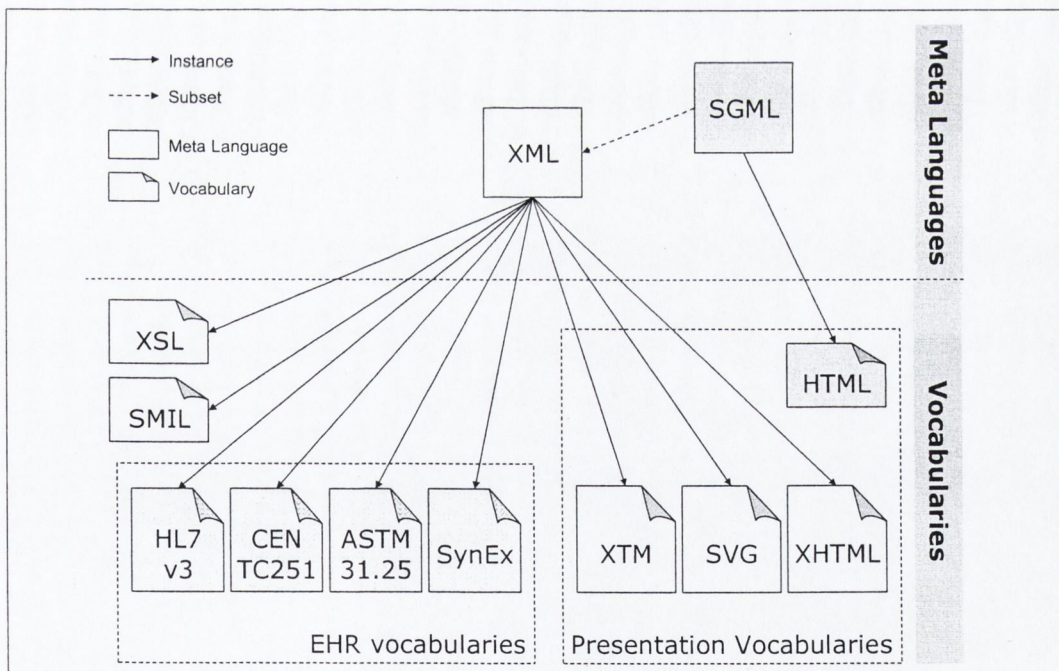 Instance
Subset
Meta Language
Vocabulary
XML
SGML
Meta Languages
XSL
SMIL
HTML
Vocabularies
HL7
v3
CEN
TC251
ASTM
31.25
SynEx
XTM
SVG
XHTML
EHR vocabularies
Presentation Vocabularies